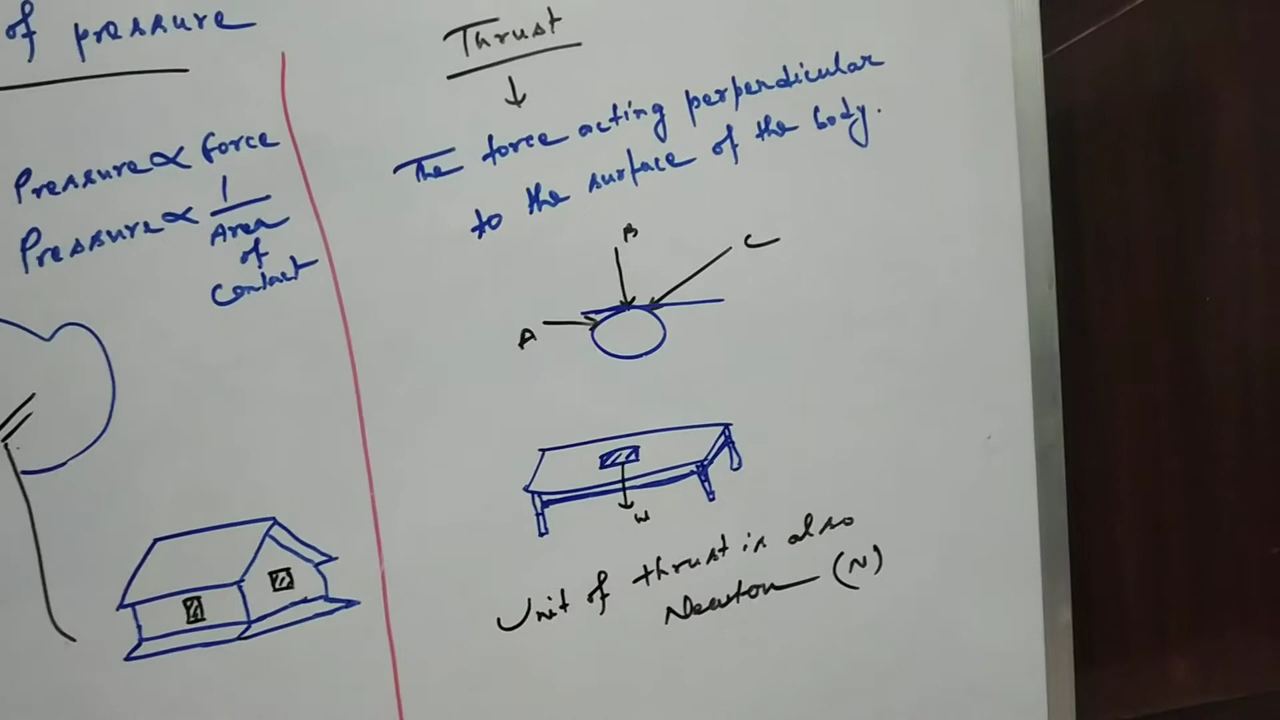 of pressure
Pressure ∝ force
Pressure ∝ 1
Area
of
Contact
Thrust
The force acting perpendicular
to the surface of the body.
B
C
A
W
Unit of thrust is also
Newton (N)